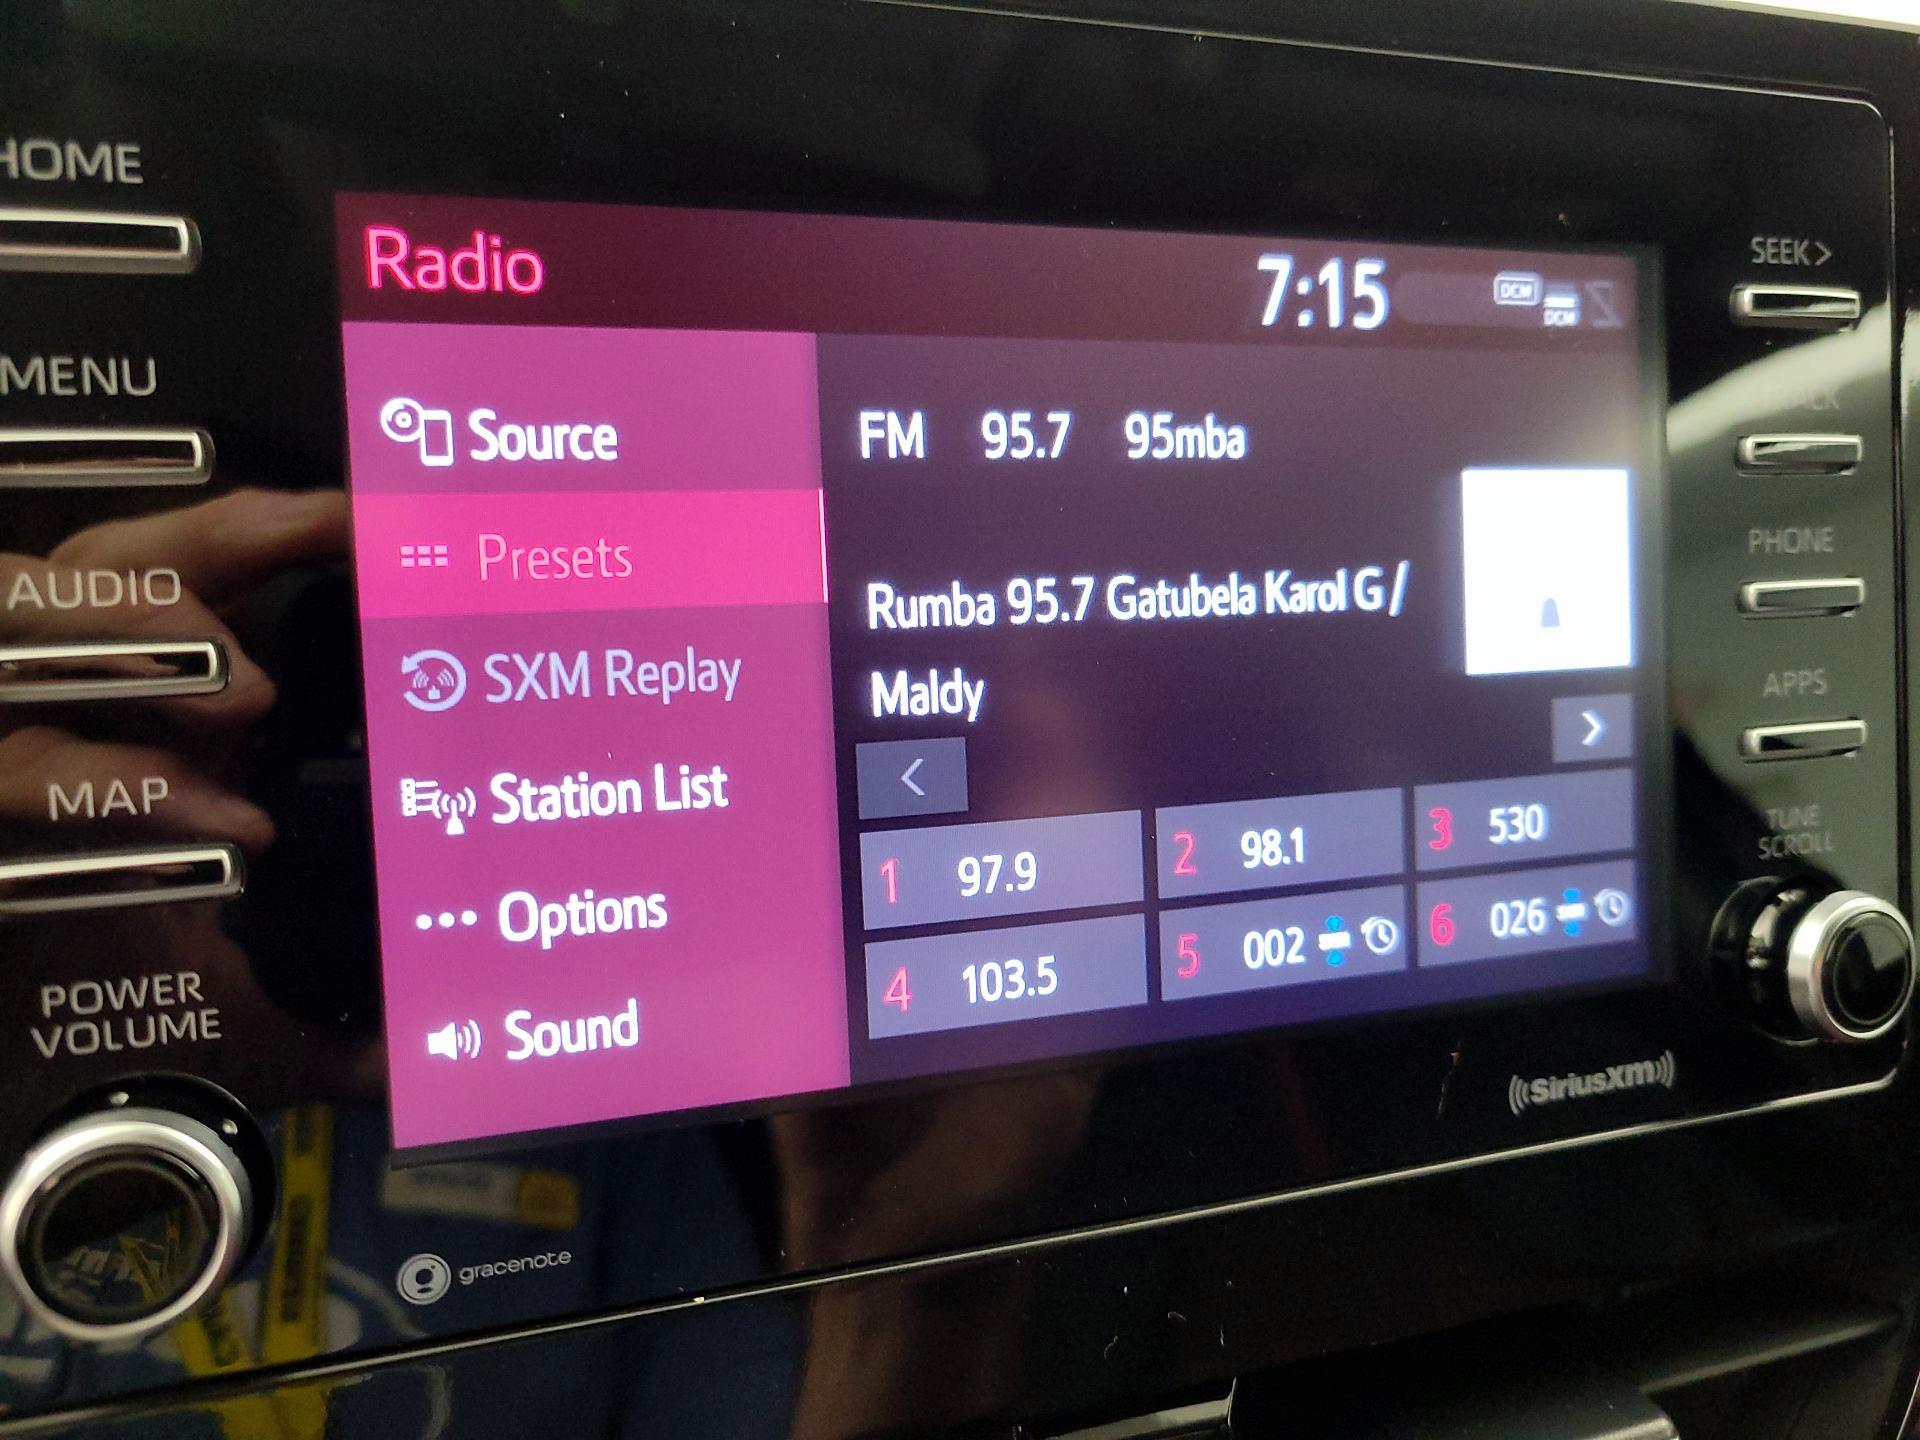 HOME
MENU
AUDIO
MAP
POWER
VOLUME
Radio
7:15
DCM
DCM
Source
Presets
SXM Replay
Station List
Options
Sound
FM 95.7 95mba
Rumba 95.7 Gatubela Karol G /
Maldy
<
>
1 97.9
2 98.1
3 530
4 103.5
5 002
6 026
SEEK >
TRACK
PHONE
APPS
TUNE
SCROLL
SiriusXM
gracenote